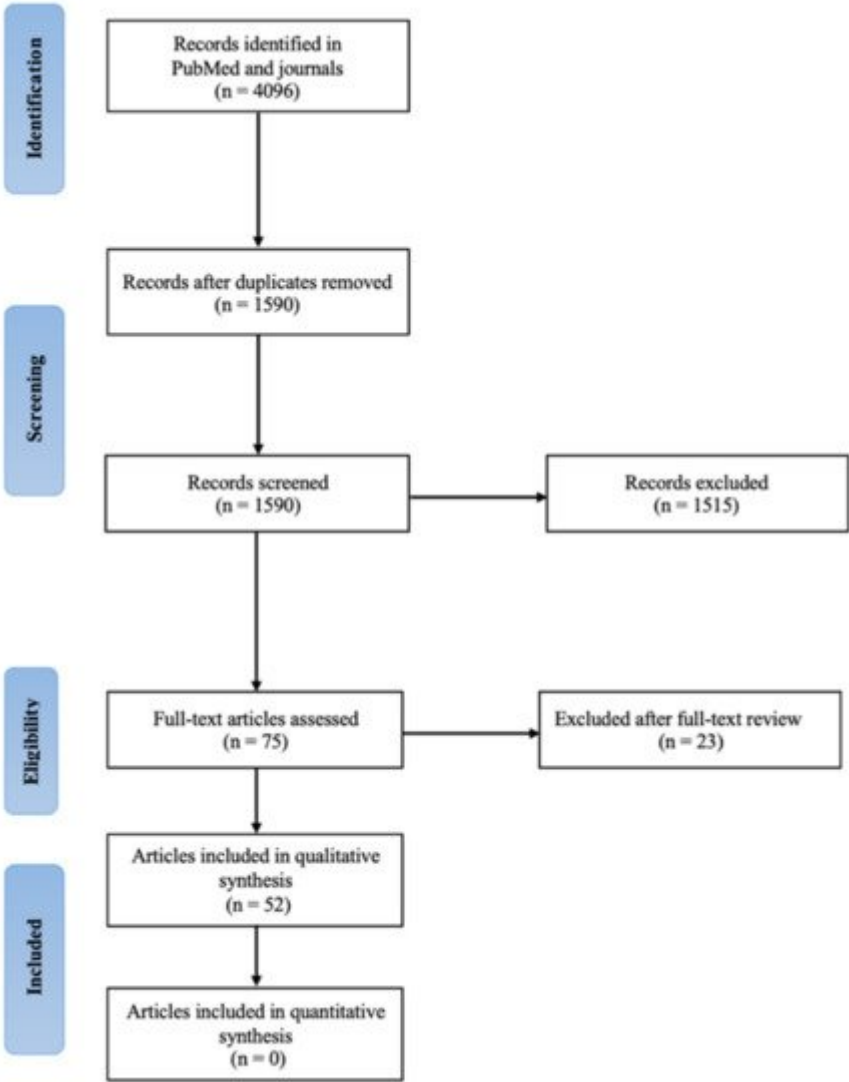 Identification
Records identified in
PubMed and journals
(n = 4096)
Records after duplicates removed
(n = 1590)
Screening
Records screened
(n = 1590)
Records excluded
(n = 1515)
Eligibility
Full-text articles assessed
(n = 75)
Excluded after full-text review
(n = 23)
Included
Articles included in qualitative
synthesis
(n = 52)
Articles included in quantitative
synthesis
(n = 0)